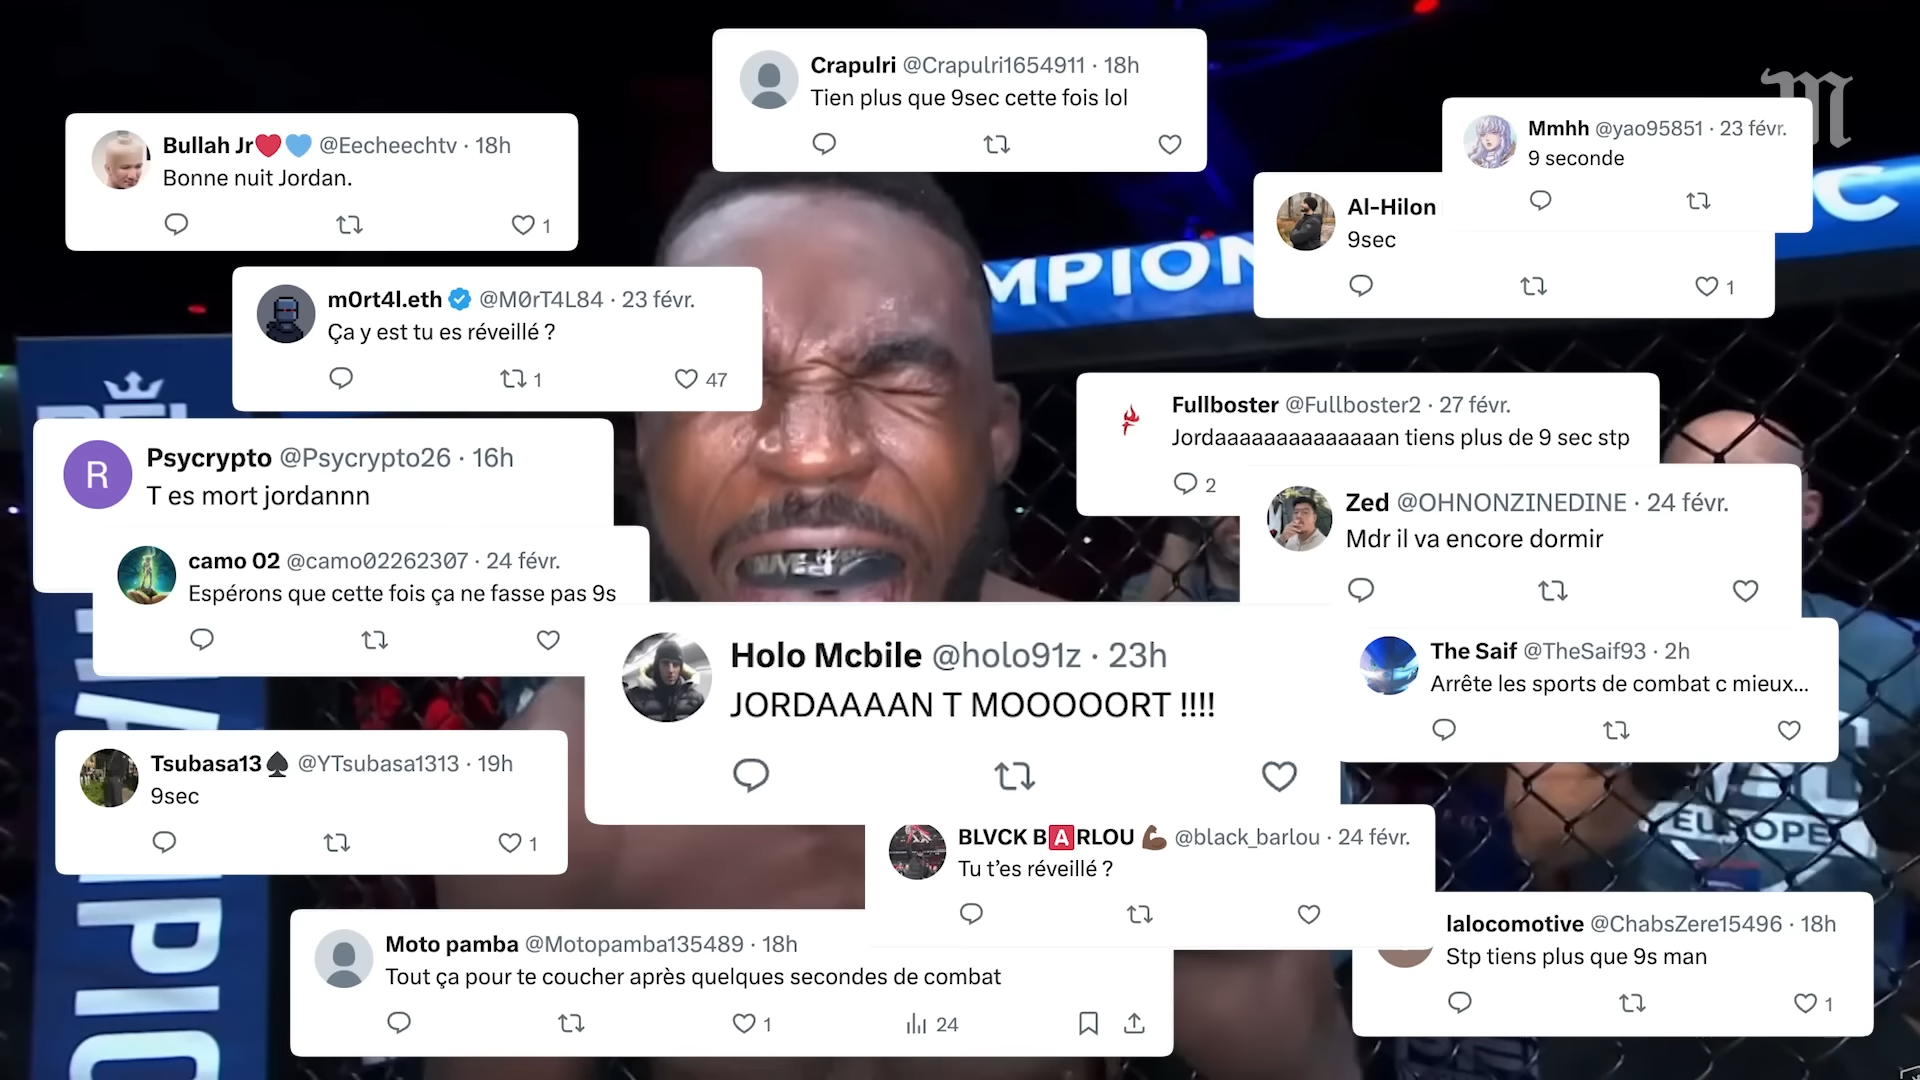 Crapulri @Crapulri1654911 · 18h
Tien plus que 9sec cette fois lol
M
Bullah Jr❤️🩵 @Eecheechtv · 18h
Bonne nuit Jordan.
1
Mmhh @yao95851 · 23 févr.
9 seconde
Al-Hilon
9sec
1
MPION
C
m0rt4l.eth @M0rT4L84 · 23 févr.
Ça y est tu es réveillé ?
1 47
Fullboster @Fullboster2 · 27 févr.
Jordaaaaaaaaaaaaaan tiens plus de 9 sec stp
2
R
Psycrypto @Psycrypto26 · 16h
T es mort jordannn
Zed @OHNONZINEDINE · 24 févr.
Mdr il va encore dormir
camo 02 @camo02262307 · 24 févr.
Espérons que cette fois ça ne fasse pas 9s
Holo Mcbile @holo91z · 23h
JORDAAAAN T MOOOOORT !!!!
The Saif @TheSaif93 · 2h
Arrête les sports de combat c mieux...
Tsubasa13♠️ @YTsubasa1313 · 19h
9sec
1
EUROPE
BLVCK B🅰️RLOU 💪🏿 @black_barlou · 24 févr.
Tu t'es réveillé ?
lalocomotive @ChabsZere15496 · 18h
Stp tiens plus que 9s man
1
Moto pamba @Motopamba135489 · 18h
Tout ça pour te coucher après quelques secondes de combat
1 24